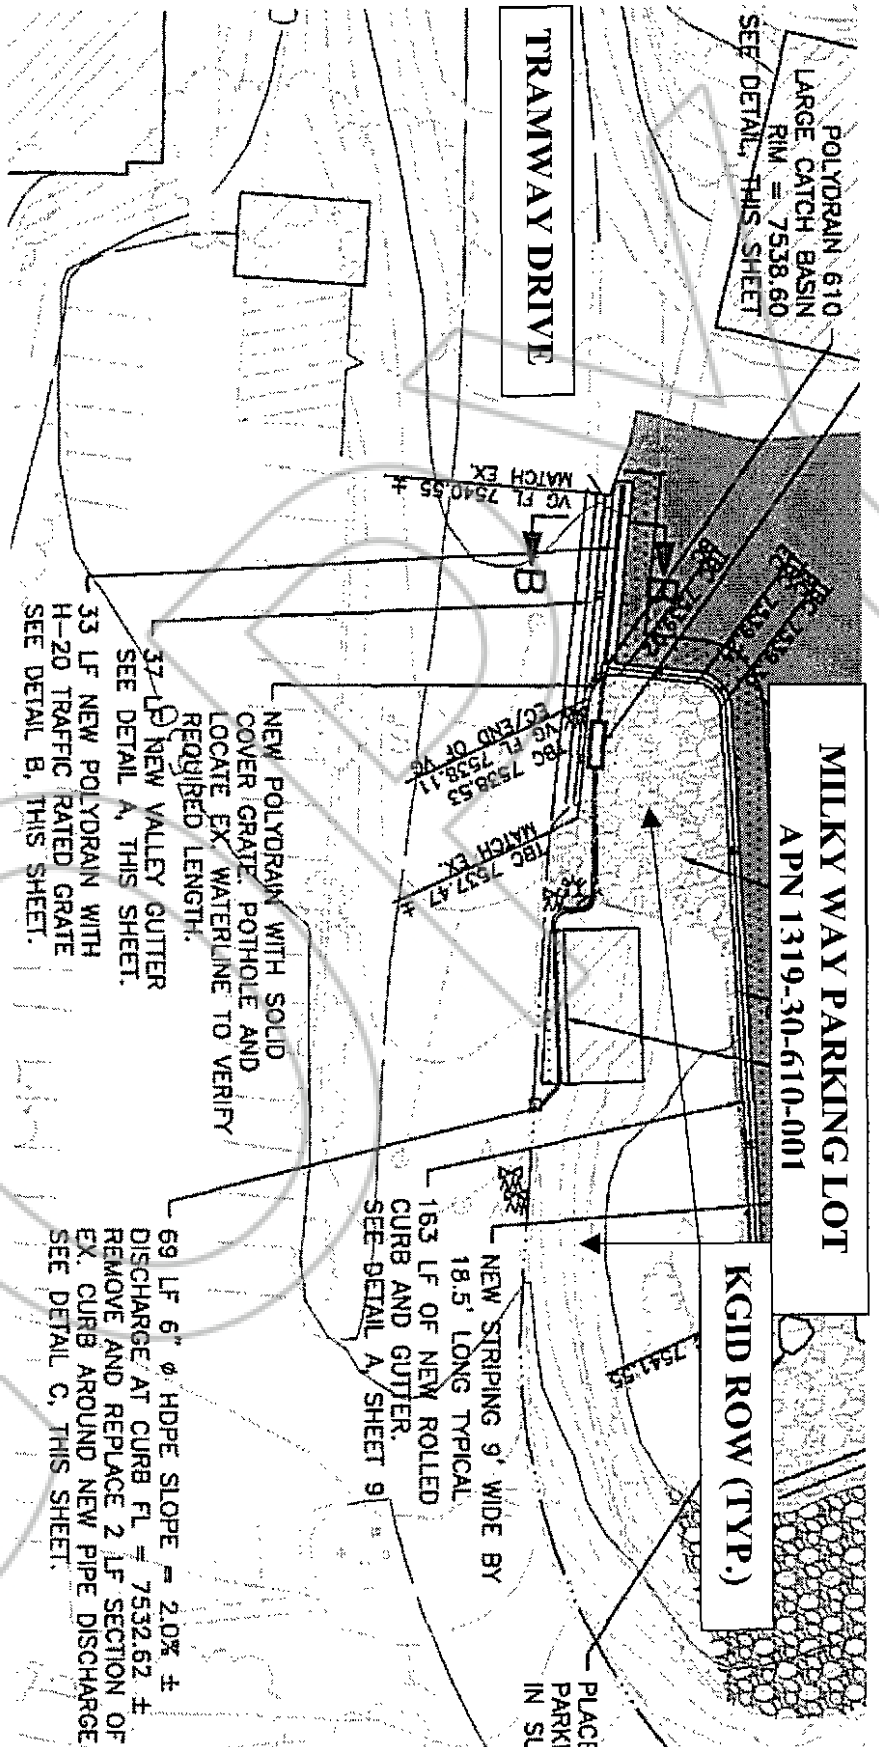 POLYDRAIN 610
LARGE CATCH BASIN
RIM = 7538.60
SEE DETAIL, THIS SHEET
TRAMWAY DRIVE
VG FL 7540.55 ±
MATCH EX.
B
B
MILKY WAY PARKING LOT
APN 1319-30-610-001
KGID ROW (TYP.)
TBC 7538.53
VG FL 7538.11
EC/END OF VG
TBC 7537.47 ±
MATCH EX.
7541.55
NEW POLYDRAIN WITH SOLID
COVER GRATE. POTHOLE AND
LOCATE EX. WATERLINE TO VERIFY
REQUIRED LENGTH.
37 LF NEW VALLEY GUTTER
SEE DETAIL A, THIS SHEET.
33 LF NEW POLYDRAIN WITH
H-20 TRAFFIC RATED GRATE
SEE DETAIL B, THIS SHEET.
NEW STRIPING 9' WIDE BY
18.5' LONG TYPICAL
163 LF OF NEW ROLLED
CURB AND GUTTER.
SEE DETAIL A, SHEET 9
69 LF 6" ø HDPE SLOPE = 2.0% ±
DISCHARGE AT CURB FL = 7532.62 ±
REMOVE AND REPLACE 2 LF SECTION OF
EX. CURB AROUND NEW PIPE DISCHARGE
SEE DETAIL C, THIS SHEET.
PLACE
PARK
IN SL